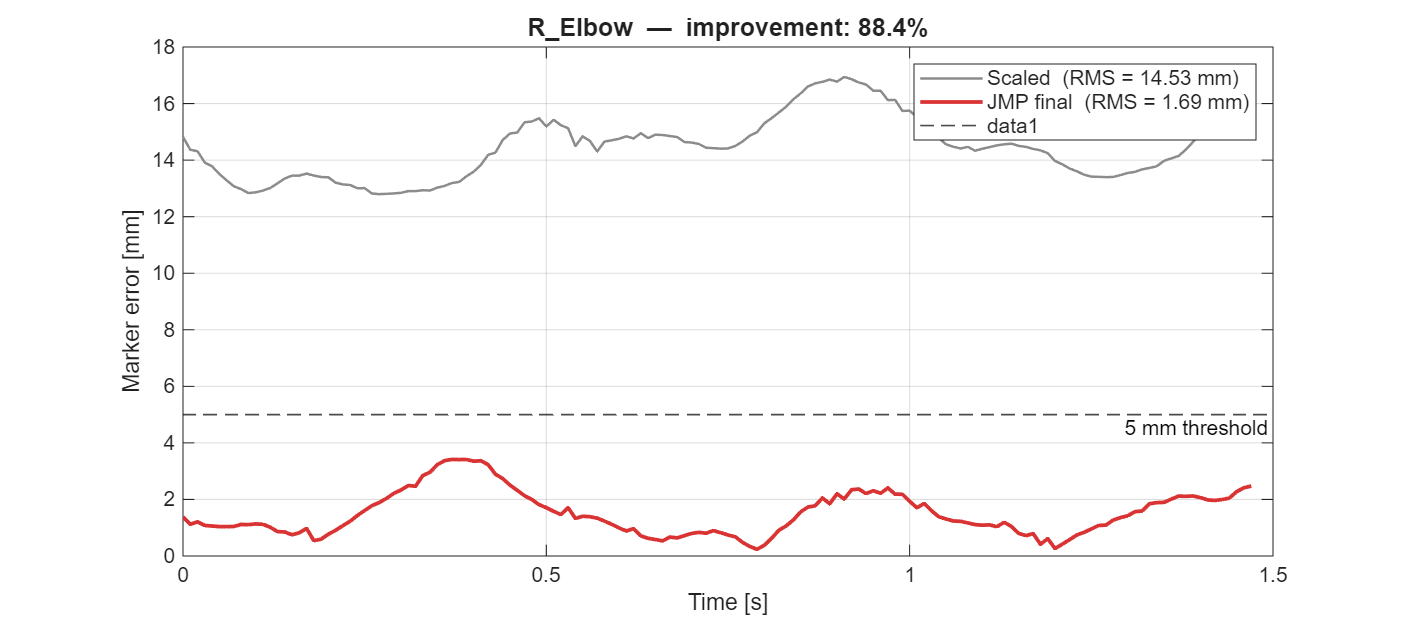 R_Elbow — improvement: 88.4%
18
16
14
12
10
8
6
4
2
0
Marker error [mm]
Scaled (RMS = 14.53 mm)
JMP final (RMS = 1.69 mm)
data1
5 mm threshold
0
0.5
1
1.5
Time [s]